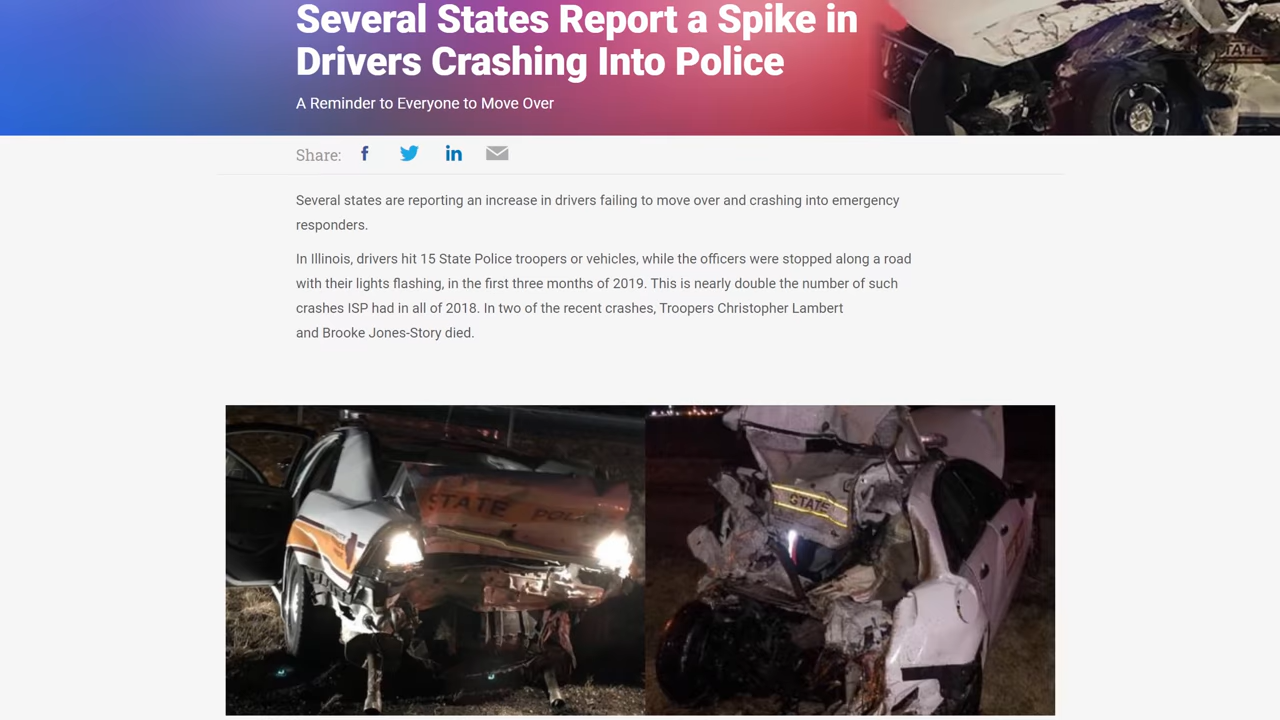 Several States Report a Spike in
Drivers Crashing Into Police
A Reminder to Everyone to Move Over
TATE
Share:
Several states are reporting an increase in drivers failing to move over and crashing into emergency
responders.
In Illinois, drivers hit 15 State Police troopers or vehicles, while the officers were stopped along a road
with their lights flashing, in the first three months of 2019. This is nearly double the number of such
crashes ISP had in all of 2018. In two of the recent crashes, Troopers Christopher Lambert
and Brooke Jones-Story died.
STATE
STATE